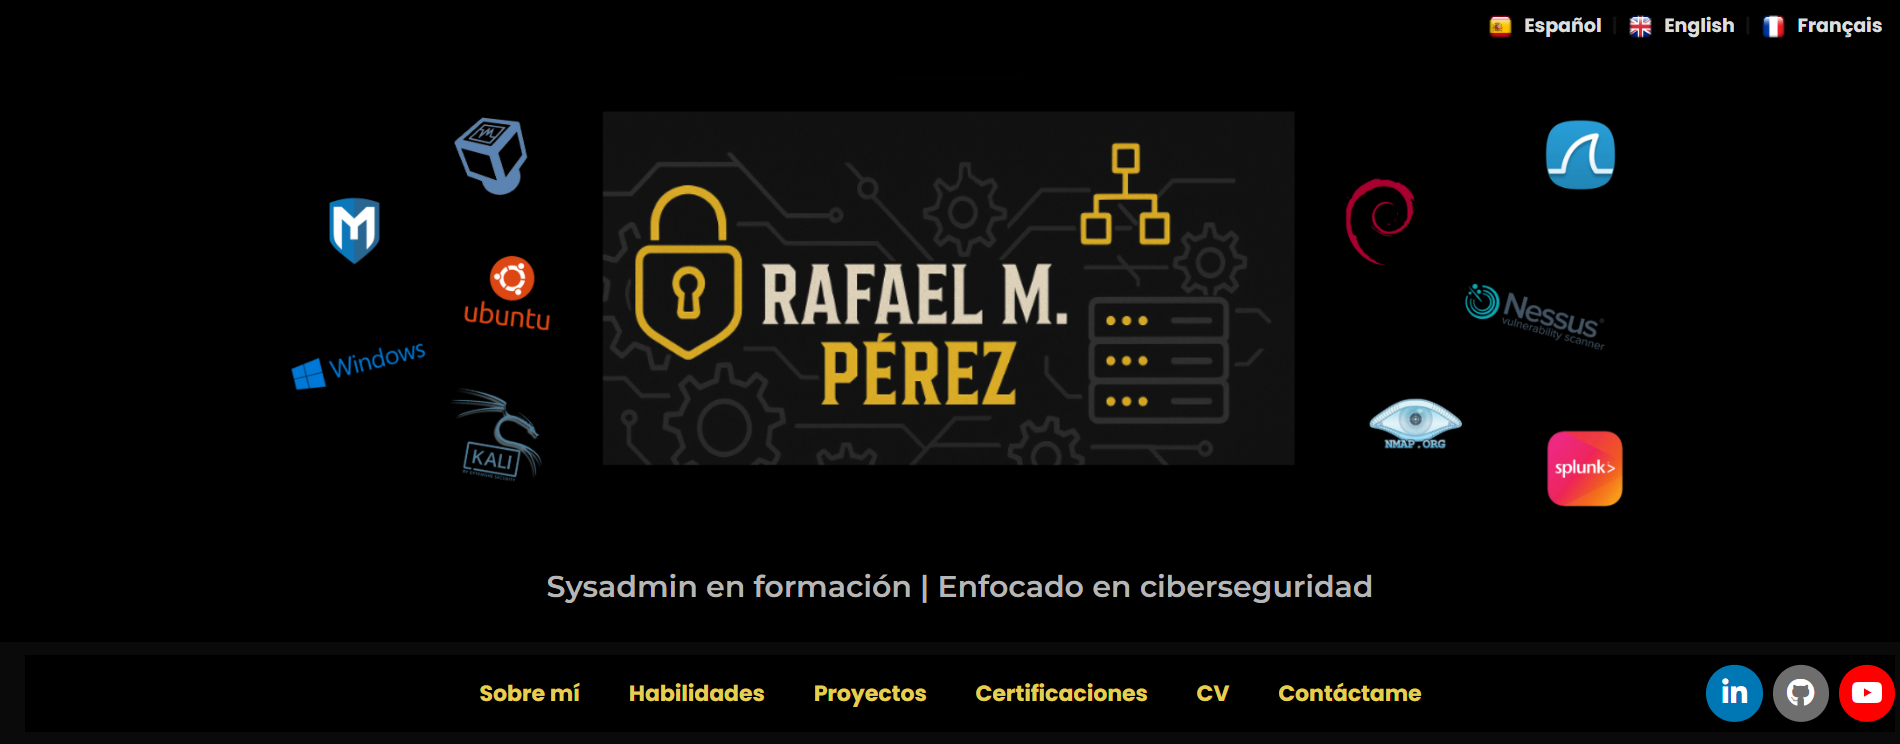 Español
English
Français
RAFAEL M.
PÉREZ
ubuntu
Windows
KALI
Nessus
vulnerability scanner
NMAP.ORG
splunk>
Sysadmin en formación | Enfocado en ciberseguridad
Sobre mí
Habilidades
Proyectos
Certificaciones
CV
Contáctame
in